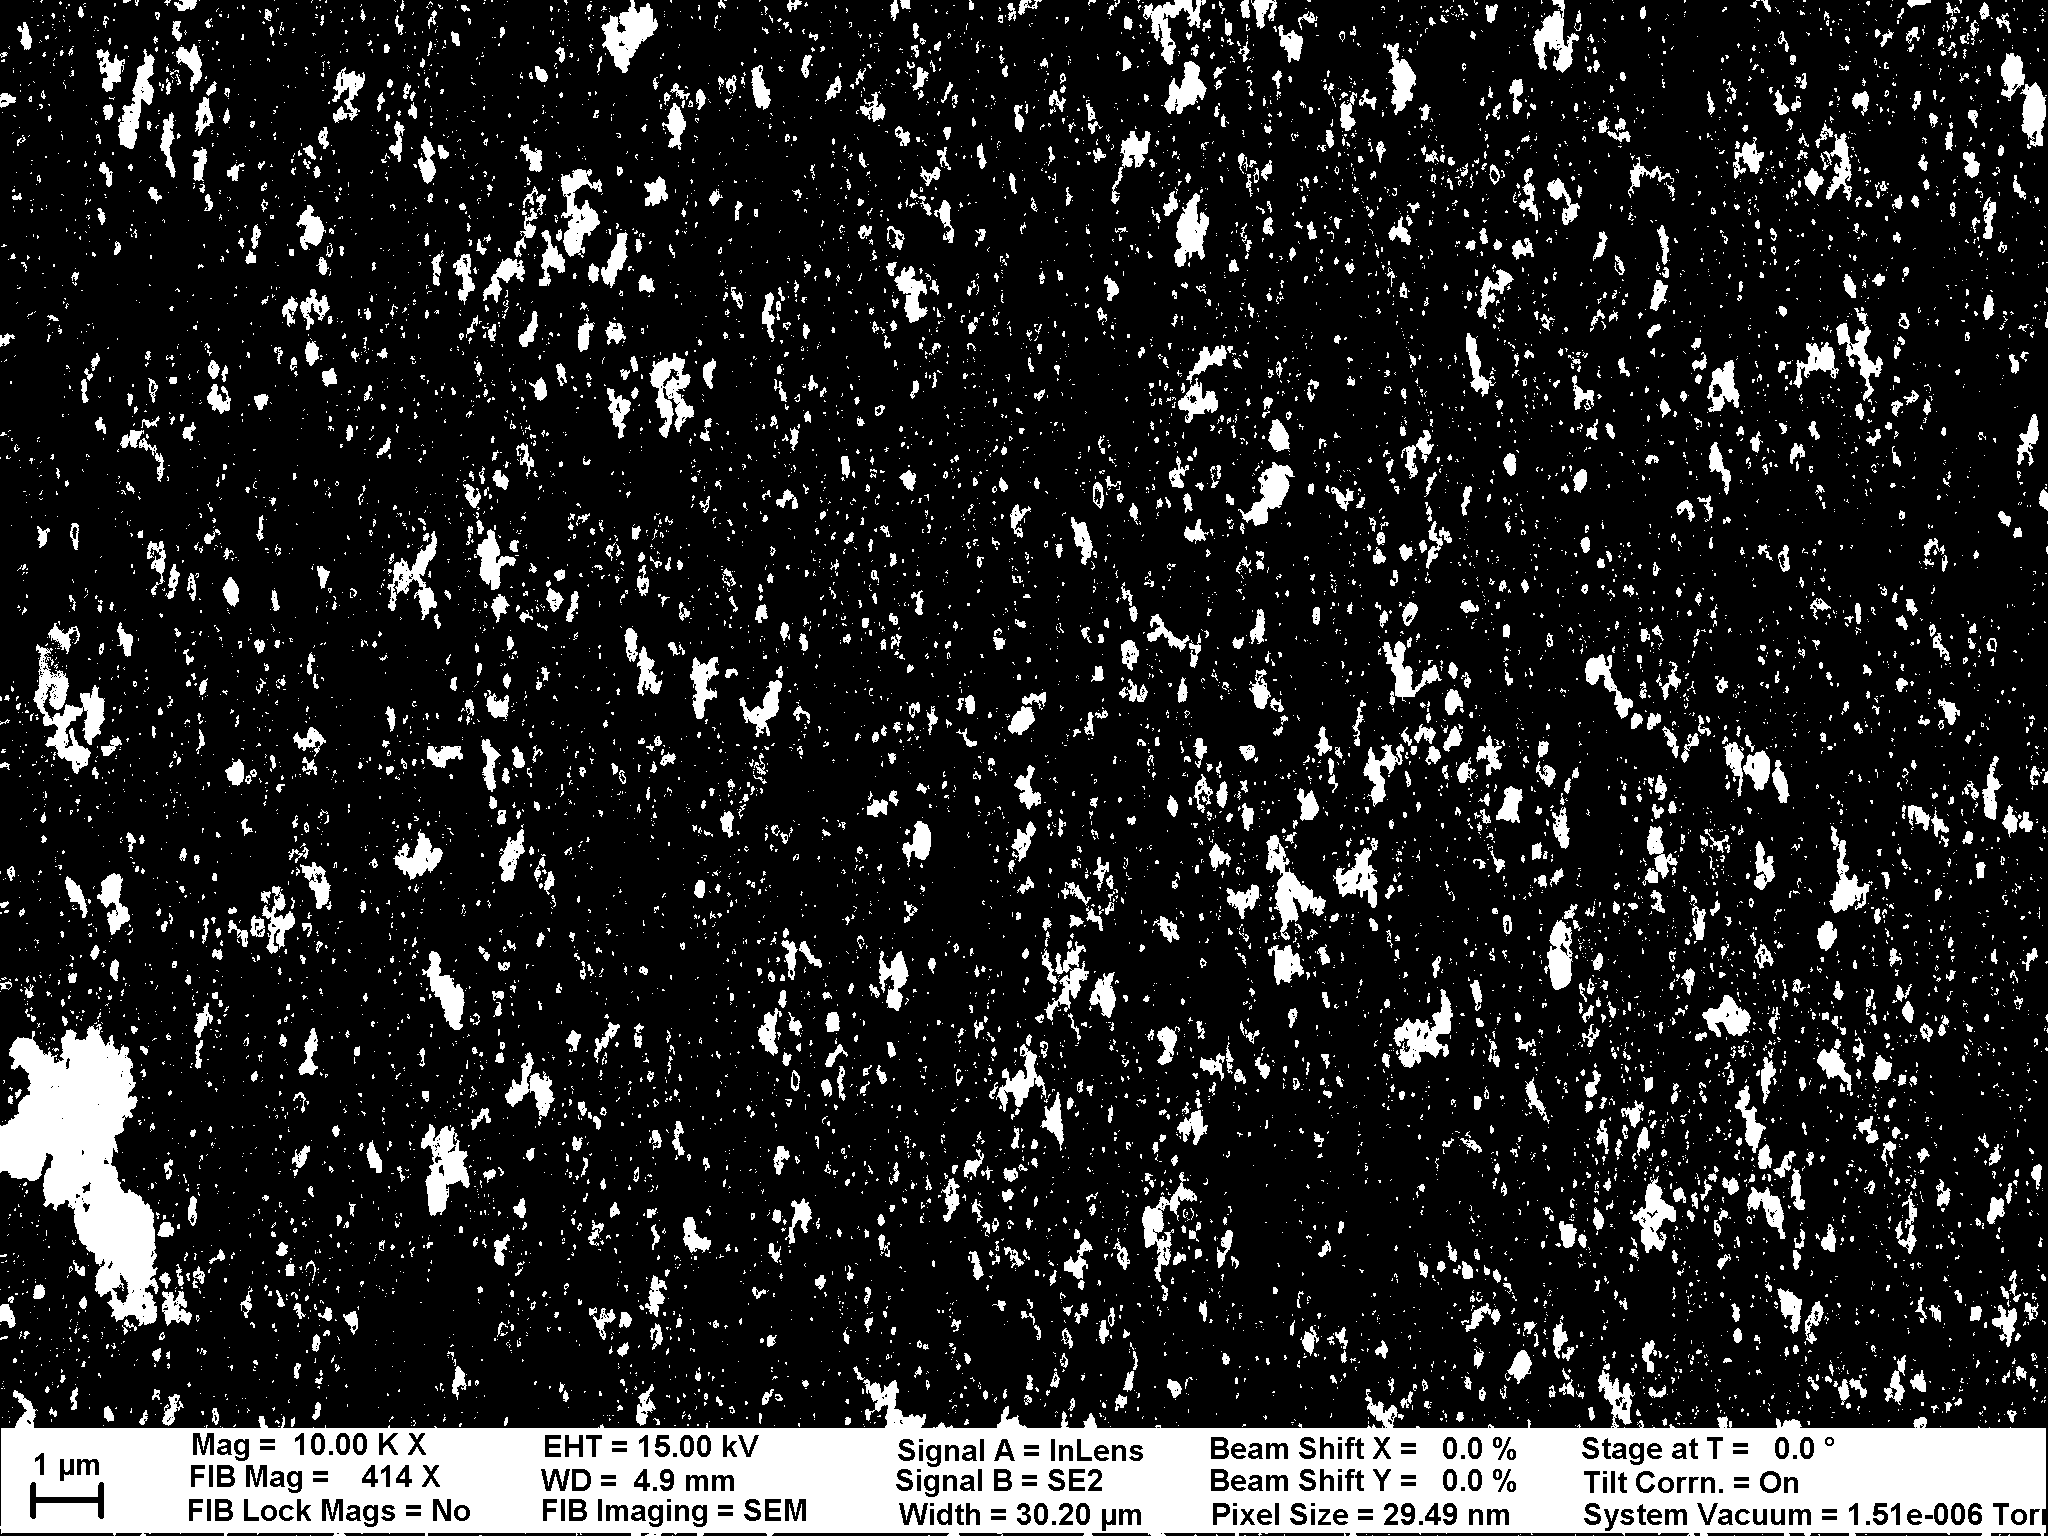 1 µm
Mag = 10.00 K X
FIB Mag = 414 X
FIB Lock Mags = No
EHT = 15.00 kV
WD = 4.9 mm
FIB Imaging = SEM
Signal A = InLens
Signal B = SE2
Width = 30.20 µm
Beam Shift X = 0.0 %
Beam Shift Y = 0.0 %
Pixel Size = 29.49 nm
Stage at T = 0.0 °
Tilt Corrn. = On
System Vacuum = 1.51e-006 Torr